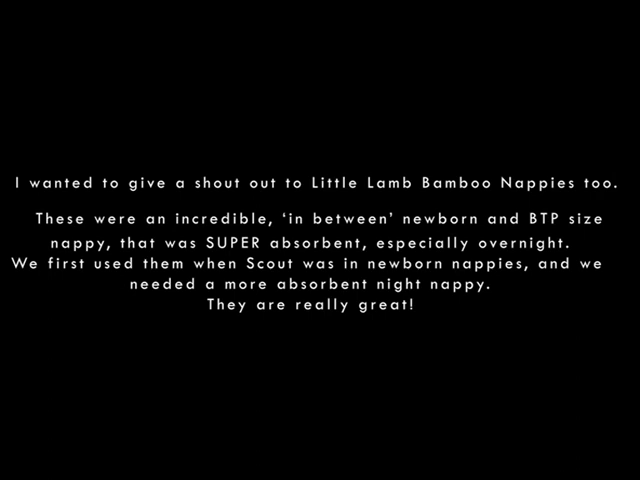 I wanted to give a shout out to Little Lamb Bamboo Nappies too.
These were an incredible, ‘in between’ newborn and BTP size
nappy, that was SUPER absorbent, especially overnight.
We first used them when Scout was in newborn nappies, and we
needed a more absorbent night nappy.
They are really great!